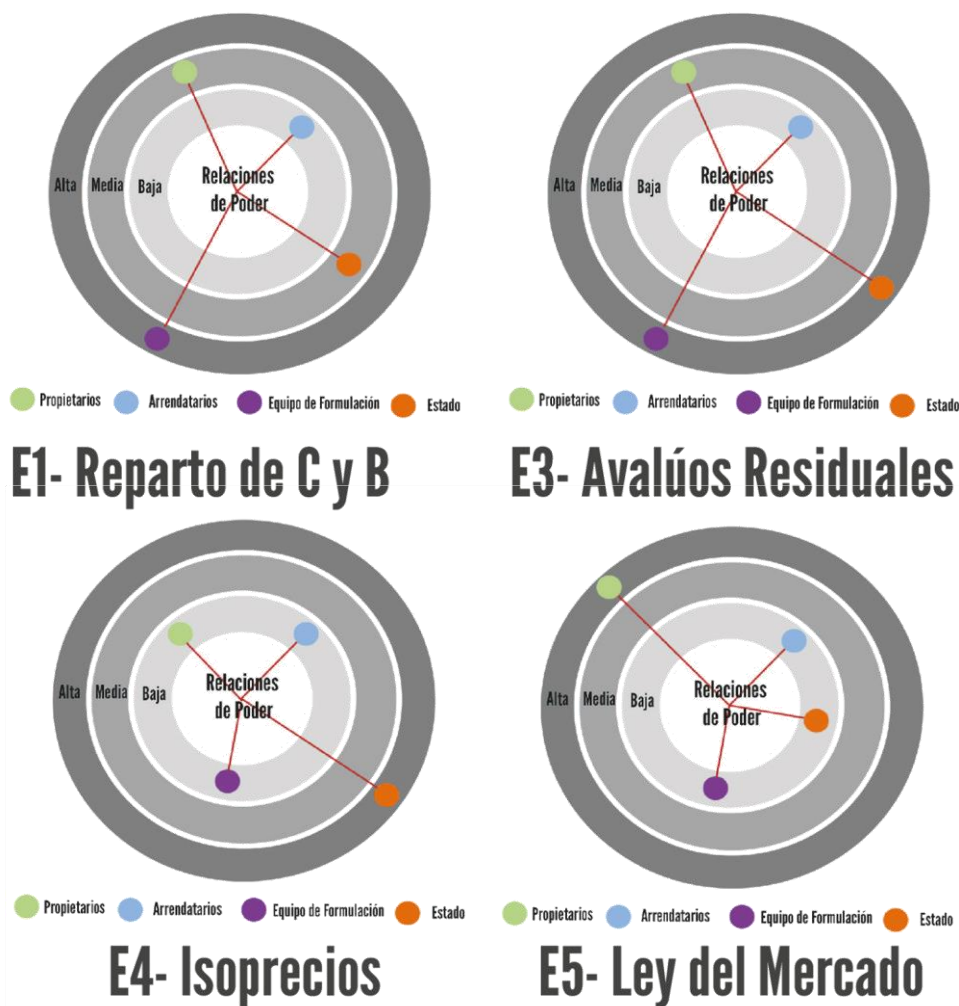 Alta Media Baja
Relaciones
de Poder
Propietarios Arrendatarios Equipo de Formulación Estado
E1- Reparto de C y B
Alta Media Baja
Relaciones
de Poder
Propietarios Arrendatarios Equipo de Formulación Estado
E3- Avalúos Residuales
Alta Media Baja
Relaciones
de Poder
Propietarios Arrendatarios Equipo de Formulación Estado
E4- Isoprecios
Alta Media Baja
Relaciones
de Poder
Propietarios Arrendatarios Equipo de Formulación Estado
E5- Ley del Mercado